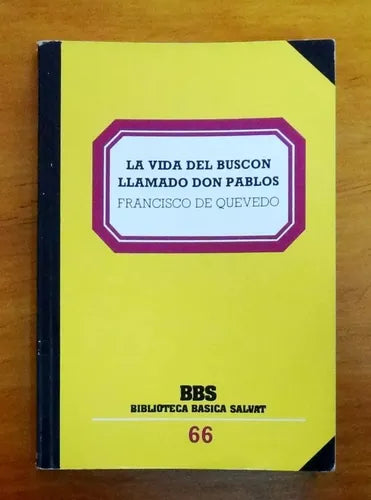 LA VIDA DEL BUSCON
LLAMADO DON PABLOS
FRANCISCO DE QUEVEDO
BBS
BIBLIOTECA BASICA SALVAT
66